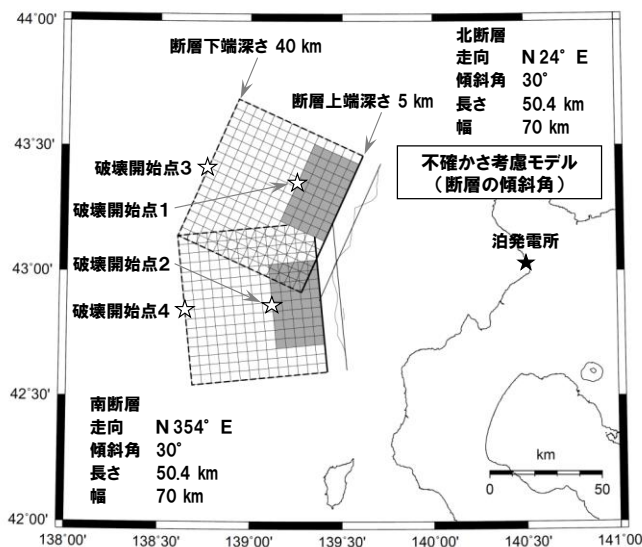 44°00'
43°30'
43°00'
42°30'
42°00'
138°00'
138°30'
139°00'
139°30'
140°00'
140°30'
141°00'
断層下端深さ 40 km
断層上端深さ 5 km
北断層
走向 N 24° E
傾斜角 30°
長さ 50.4 km
幅 70 km
不確かさ考慮モデル
(断層の傾斜角)
破壊開始点3
破壊開始点1
破壊開始点2
破壊開始点4
泊発電所
南断層
走向 N 354° E
傾斜角 30°
長さ 50.4 km
幅 70 km
km
0 50